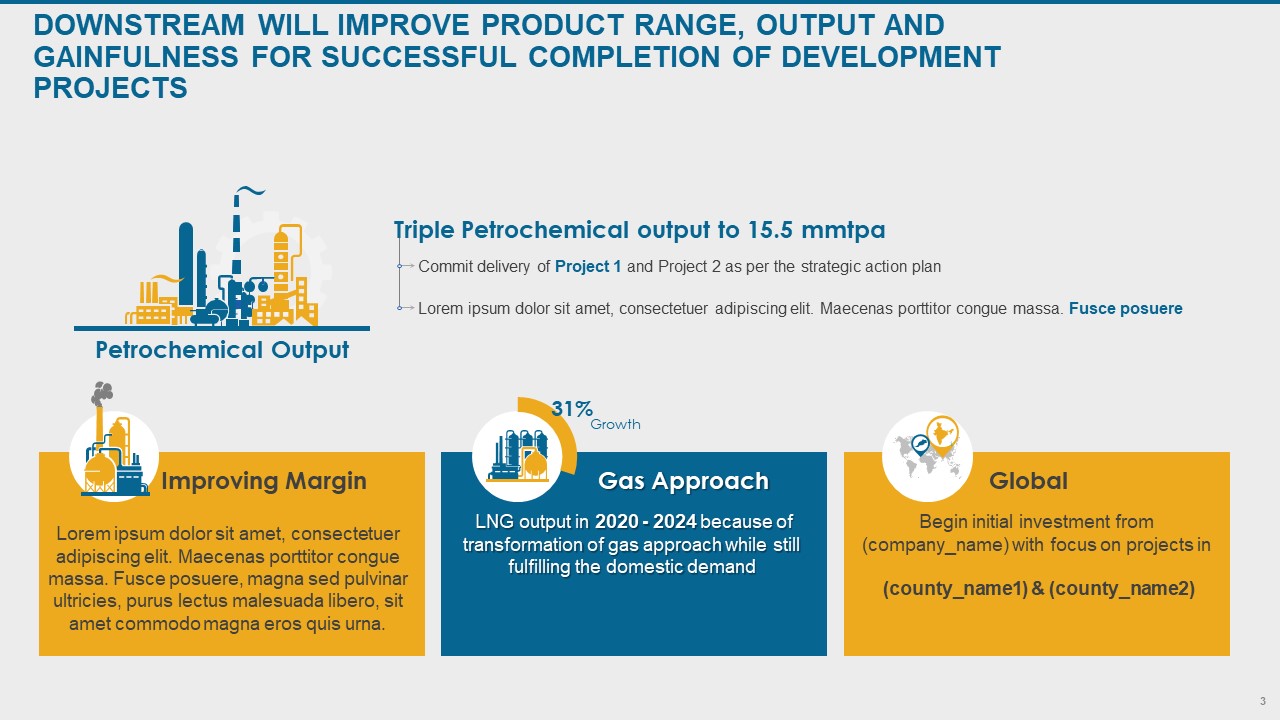 DOWNSTREAM WILL IMPROVE PRODUCT RANGE, OUTPUT AND
GAINFULNESS FOR SUCCESSFUL COMPLETION OF DEVELOPMENT
PROJECTS
Triple Petrochemical output to 15.5 mmtpa
Commit delivery of Project 1 and Project 2 as per the strategic action plan
Lorem ipsum dolor sit amet, consectetuer adipiscing elit. Maecenas porttitor congue massa. Fusce posuere
Petrochemical Output
Improving Margin
Lorem ipsum dolor sit amet, consectetuer
adipiscing elit. Maecenas porttitor congue
massa. Fusce posuere, magna sed pulvinar
ultricies, purus lectus malesuada libero, sit
amet commodo magna eros quis urna.
31%
Growth
Gas Approach
LNG output in 2020 - 2024 because of
transformation of gas approach while still
fulfilling the domestic demand
Global
Begin initial investment from
(company_name) with focus on projects in
(county_name1) & (county_name2)
3